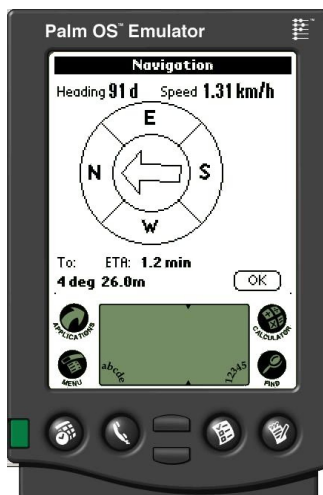 Palm OS™ Emulator
Navigation
Heading 91 d Speed 1.31 km/h
E
N S
W
To: ETA: 1.2 min
4 deg 26.0m
OK
APPLICATIONS
CALCULATOR
MENU
abcde
12345
FIND